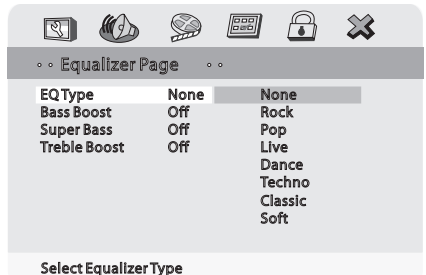 Equalizer Page
EQ Type None None
Bass Boost Off Rock
Super Bass Off Pop
Treble Boost Off Live
Dance
Techno
Classic
Soft
Select Equalizer Type